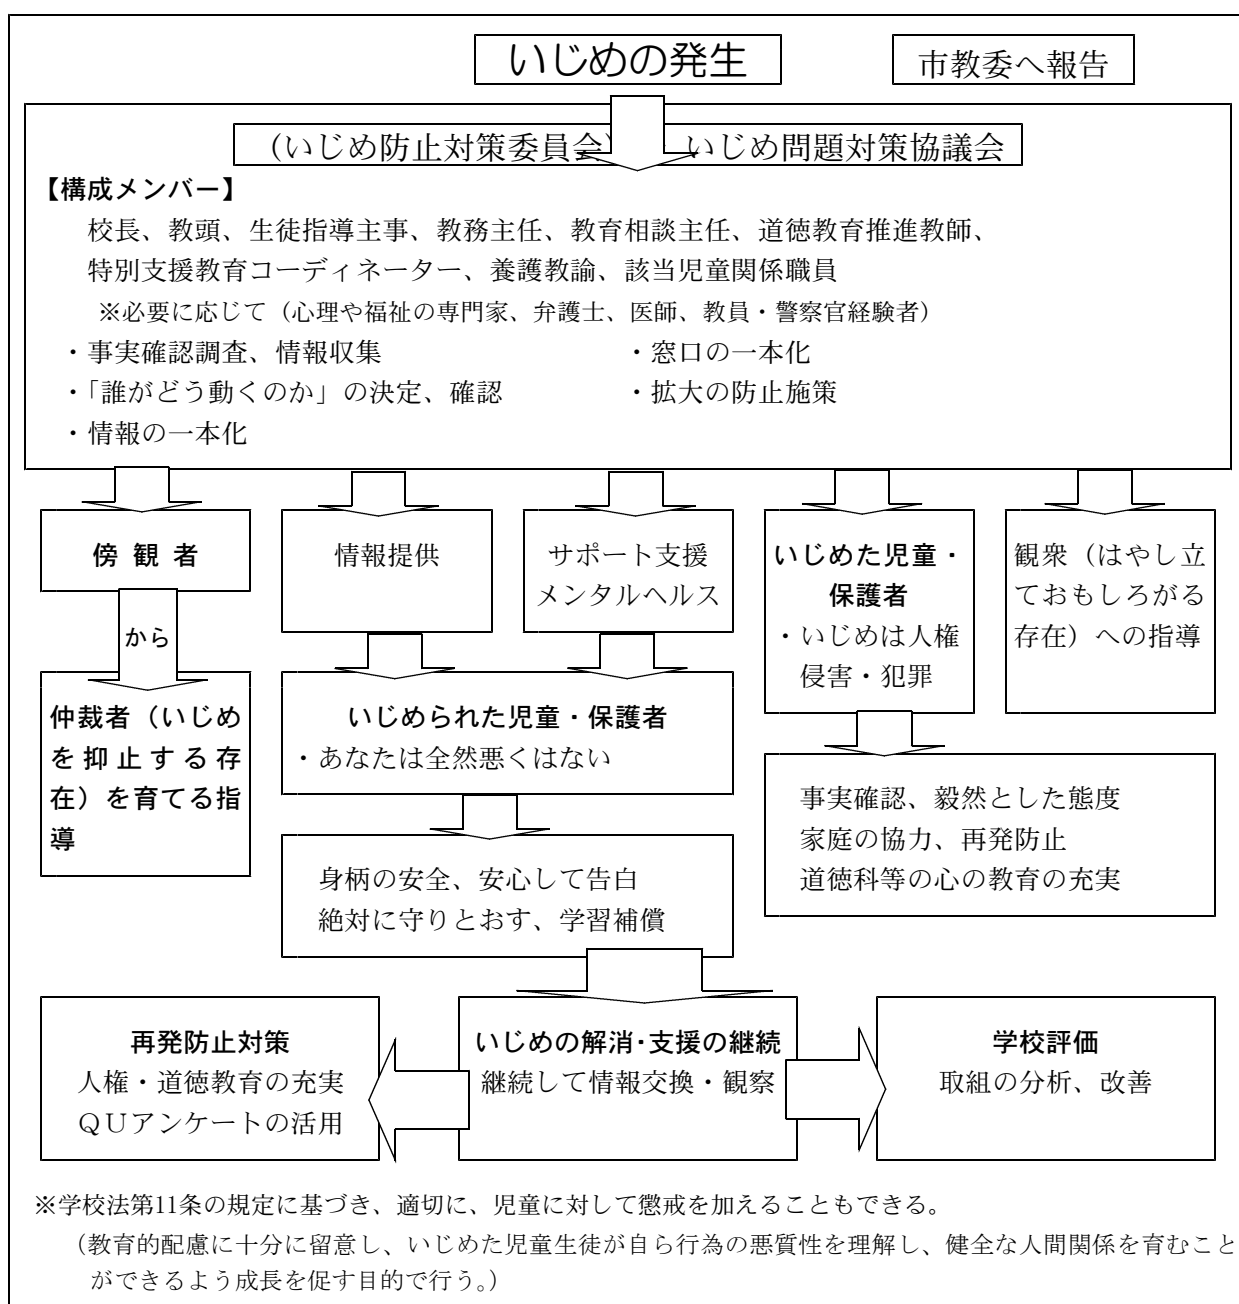 いじめの発生
市教委へ報告
(いじめ防止対策委員会)
いじめ問題対策協議会
【構成メンバー】
校長、教頭、生徒指導主事、教務主任、教育相談主任、道徳教育推進教師、
特別支援教育コーディネーター、養護教諭、該当児童関係職員
※必要に応じて（心理や福祉の専門家、弁護士、医師、教員・警察官経験者）
・事実確認調査、情報収集
・窓口の一本化
・「誰がどう動くのか」の決定、確認
・拡大の防止施策
・情報の一本化
傍 観 者
から
仲裁者（いじめ
を抑止する存
在）を育てる指
導
情報提供
サポート支援
メンタルヘルス
いじめられた児童・保護者
・あなたは全然悪くはない
身柄の安全、安心して告白
絶対に守りとおす、学習補償
いじめた児童・
保護者
・いじめは人権
侵害・犯罪
観衆（はやし立
ておもしろがる
存在）への指導
事実確認、毅然とした態度
家庭の協力、再発防止
道徳科等の心の教育の充実
再発防止対策
人権・道徳教育の充実
ＱＵアンケートの活用
いじめの解消・支援の継続
継続して情報交換・観察
学校評価
取組の分析、改善
※学校法第11条の規定に基づき、適切に、児童に対して懲戒を加えることもできる。
（教育的配慮に十分に留意し、いじめた児童生徒が自ら行為の悪質性を理解し、健全な人間関係を育むこと
ができるよう成長を促す目的で行う。）